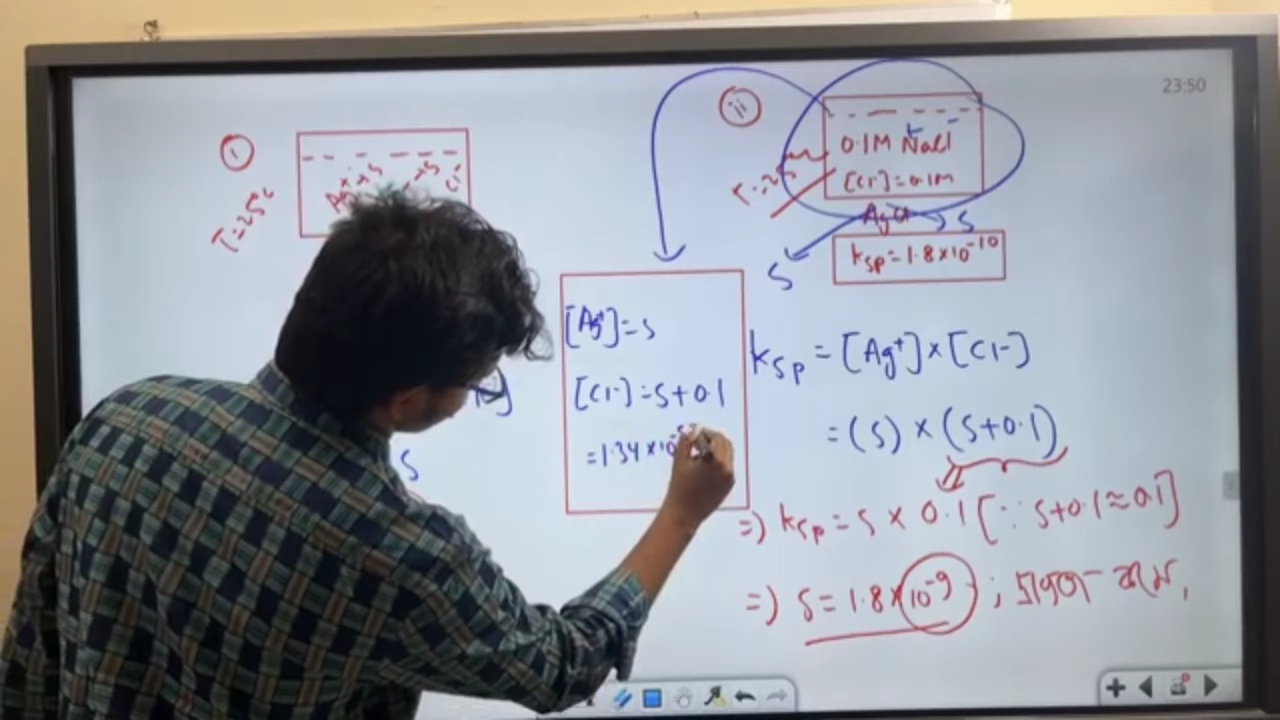 23:50
①
T=25°C
Ag⁺→S
→S
Cl⁻
S
ii
0.1M NaCl
[Cl⁻]=0.1M
T=25
AgCl
S
S
Ksp=1.8×10⁻¹⁰
[Ag⁺]=S
[Cl⁻]=S+0.1
=1.34×10⁻⁵
Ksp=[Ag⁺]×[Cl⁻]
=(S)×(S+0.1)
=) Ksp=S×0.1[∵ S+0.1≈0.1]
=) S=1.8×10⁻⁹;